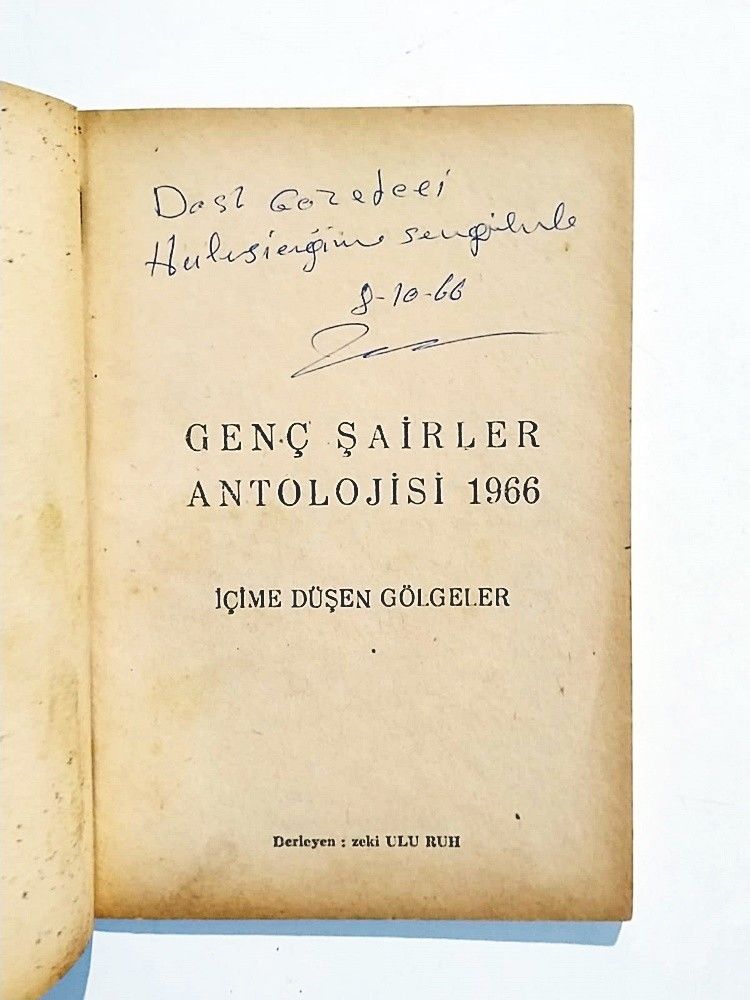 Dost Gazeteci
sevgilerle
8-10-66
GENÇ ŞAİRLER
ANTOLOJİSİ 1966
İÇİME DÜŞEN GÖLGELER
Derleyen : zeki ULU RUH